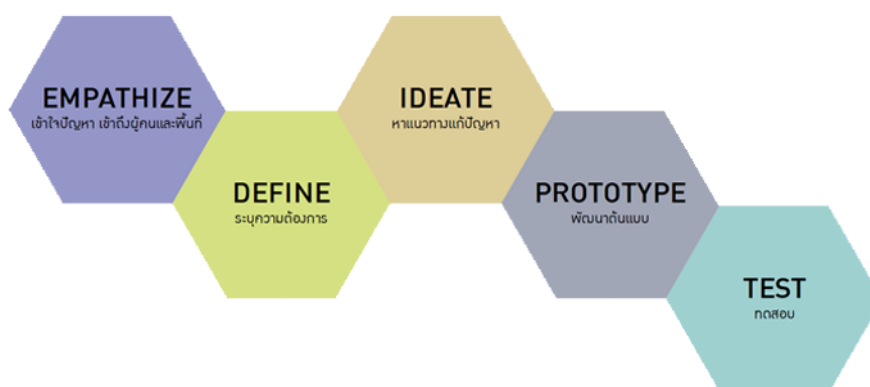 EMPATHIZE
เข้าใจปัญหา เข้าถึงผู้คนและพื้นที่
DEFINE
ระบุความต้องการ
IDEATE
หาแนวทางแก้ปัญหา
PROTOTYPE
พัฒนาต้นแบบ
TEST
ทดสอบ